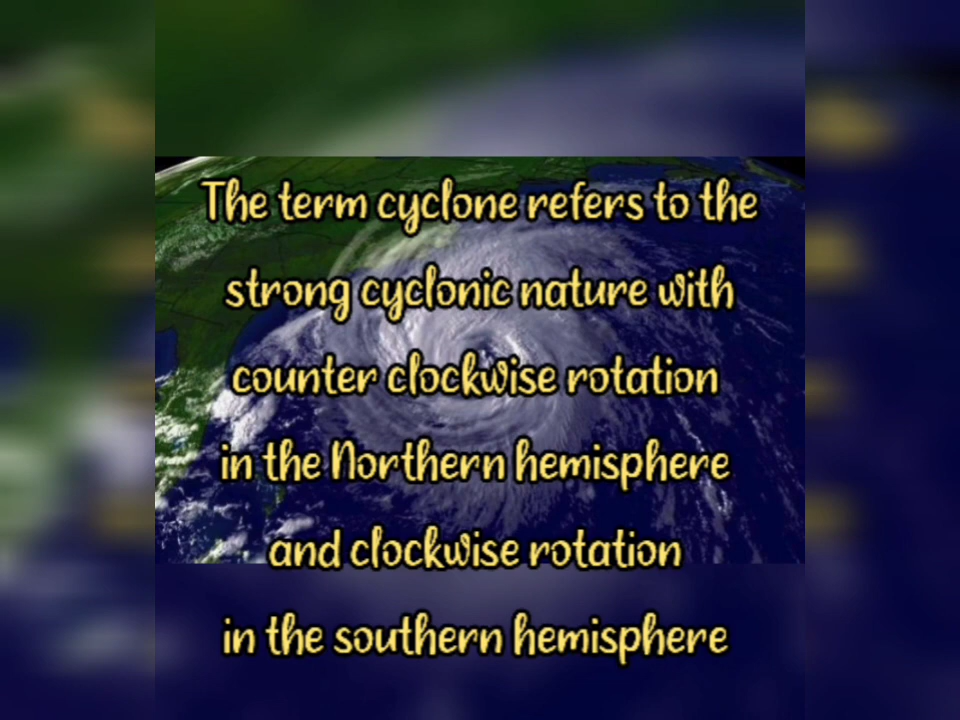 The term cyclone refers to the
strong cyclonic nature with
counter clockwise rotation
in the Northern hemisphere
and clockwise rotation
in the southern hemisphere